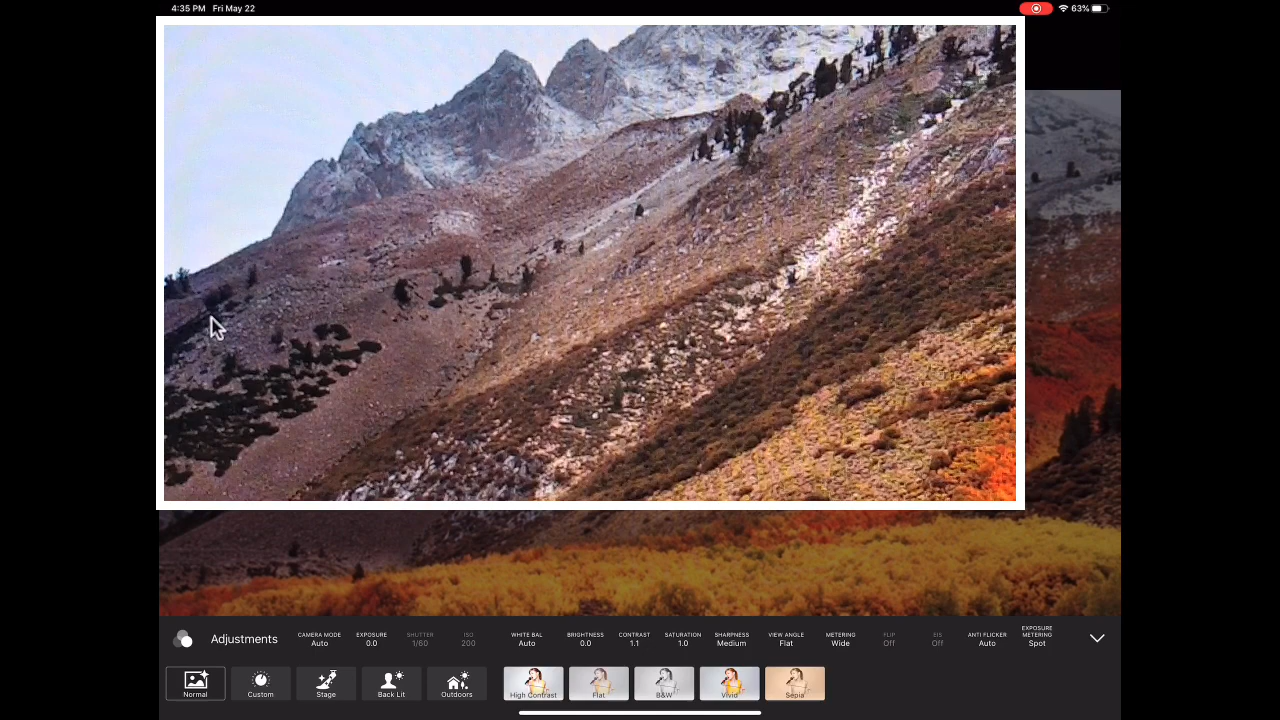 4:35 PM Fri May 22
63%
Adjustments
CAMERA MODE
Auto
EXPOSURE
0.0
SHUTTER
1/60
ISO
200
WHITE BAL
Auto
BRIGHTNESS
0.0
CONTRAST
1.1
SATURATION
1.0
SHARPNESS
Medium
VIEW ANGLE
Flat
METERING
Wide
FLIP
Off
EIS
Off
ANTI FLICKER
Auto
EXPOSURE
METERING
Spot
Normal
Custom
Stage
Back Lit
Outdoors
High Contrast
Flat
B&W
Vivid
Sepia